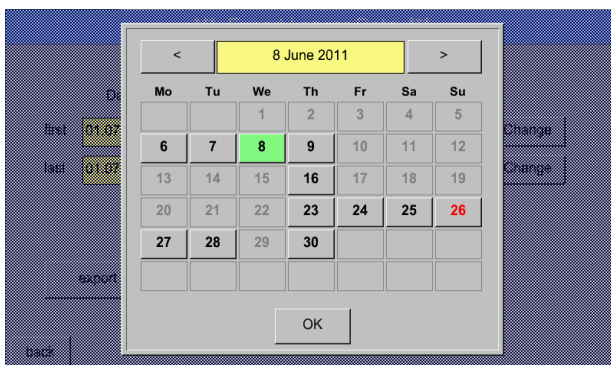 < 8 June 2011 >
Mo Tu We Th Fr Sa Su
1 2 3 4 5
first 01.07 Change
6 7 8 9 10 11 12
last 01.07 Change
13 14 15 16 17 18 19
20 21 22 23 24 25 26
27 28 29 30
export
OK
back